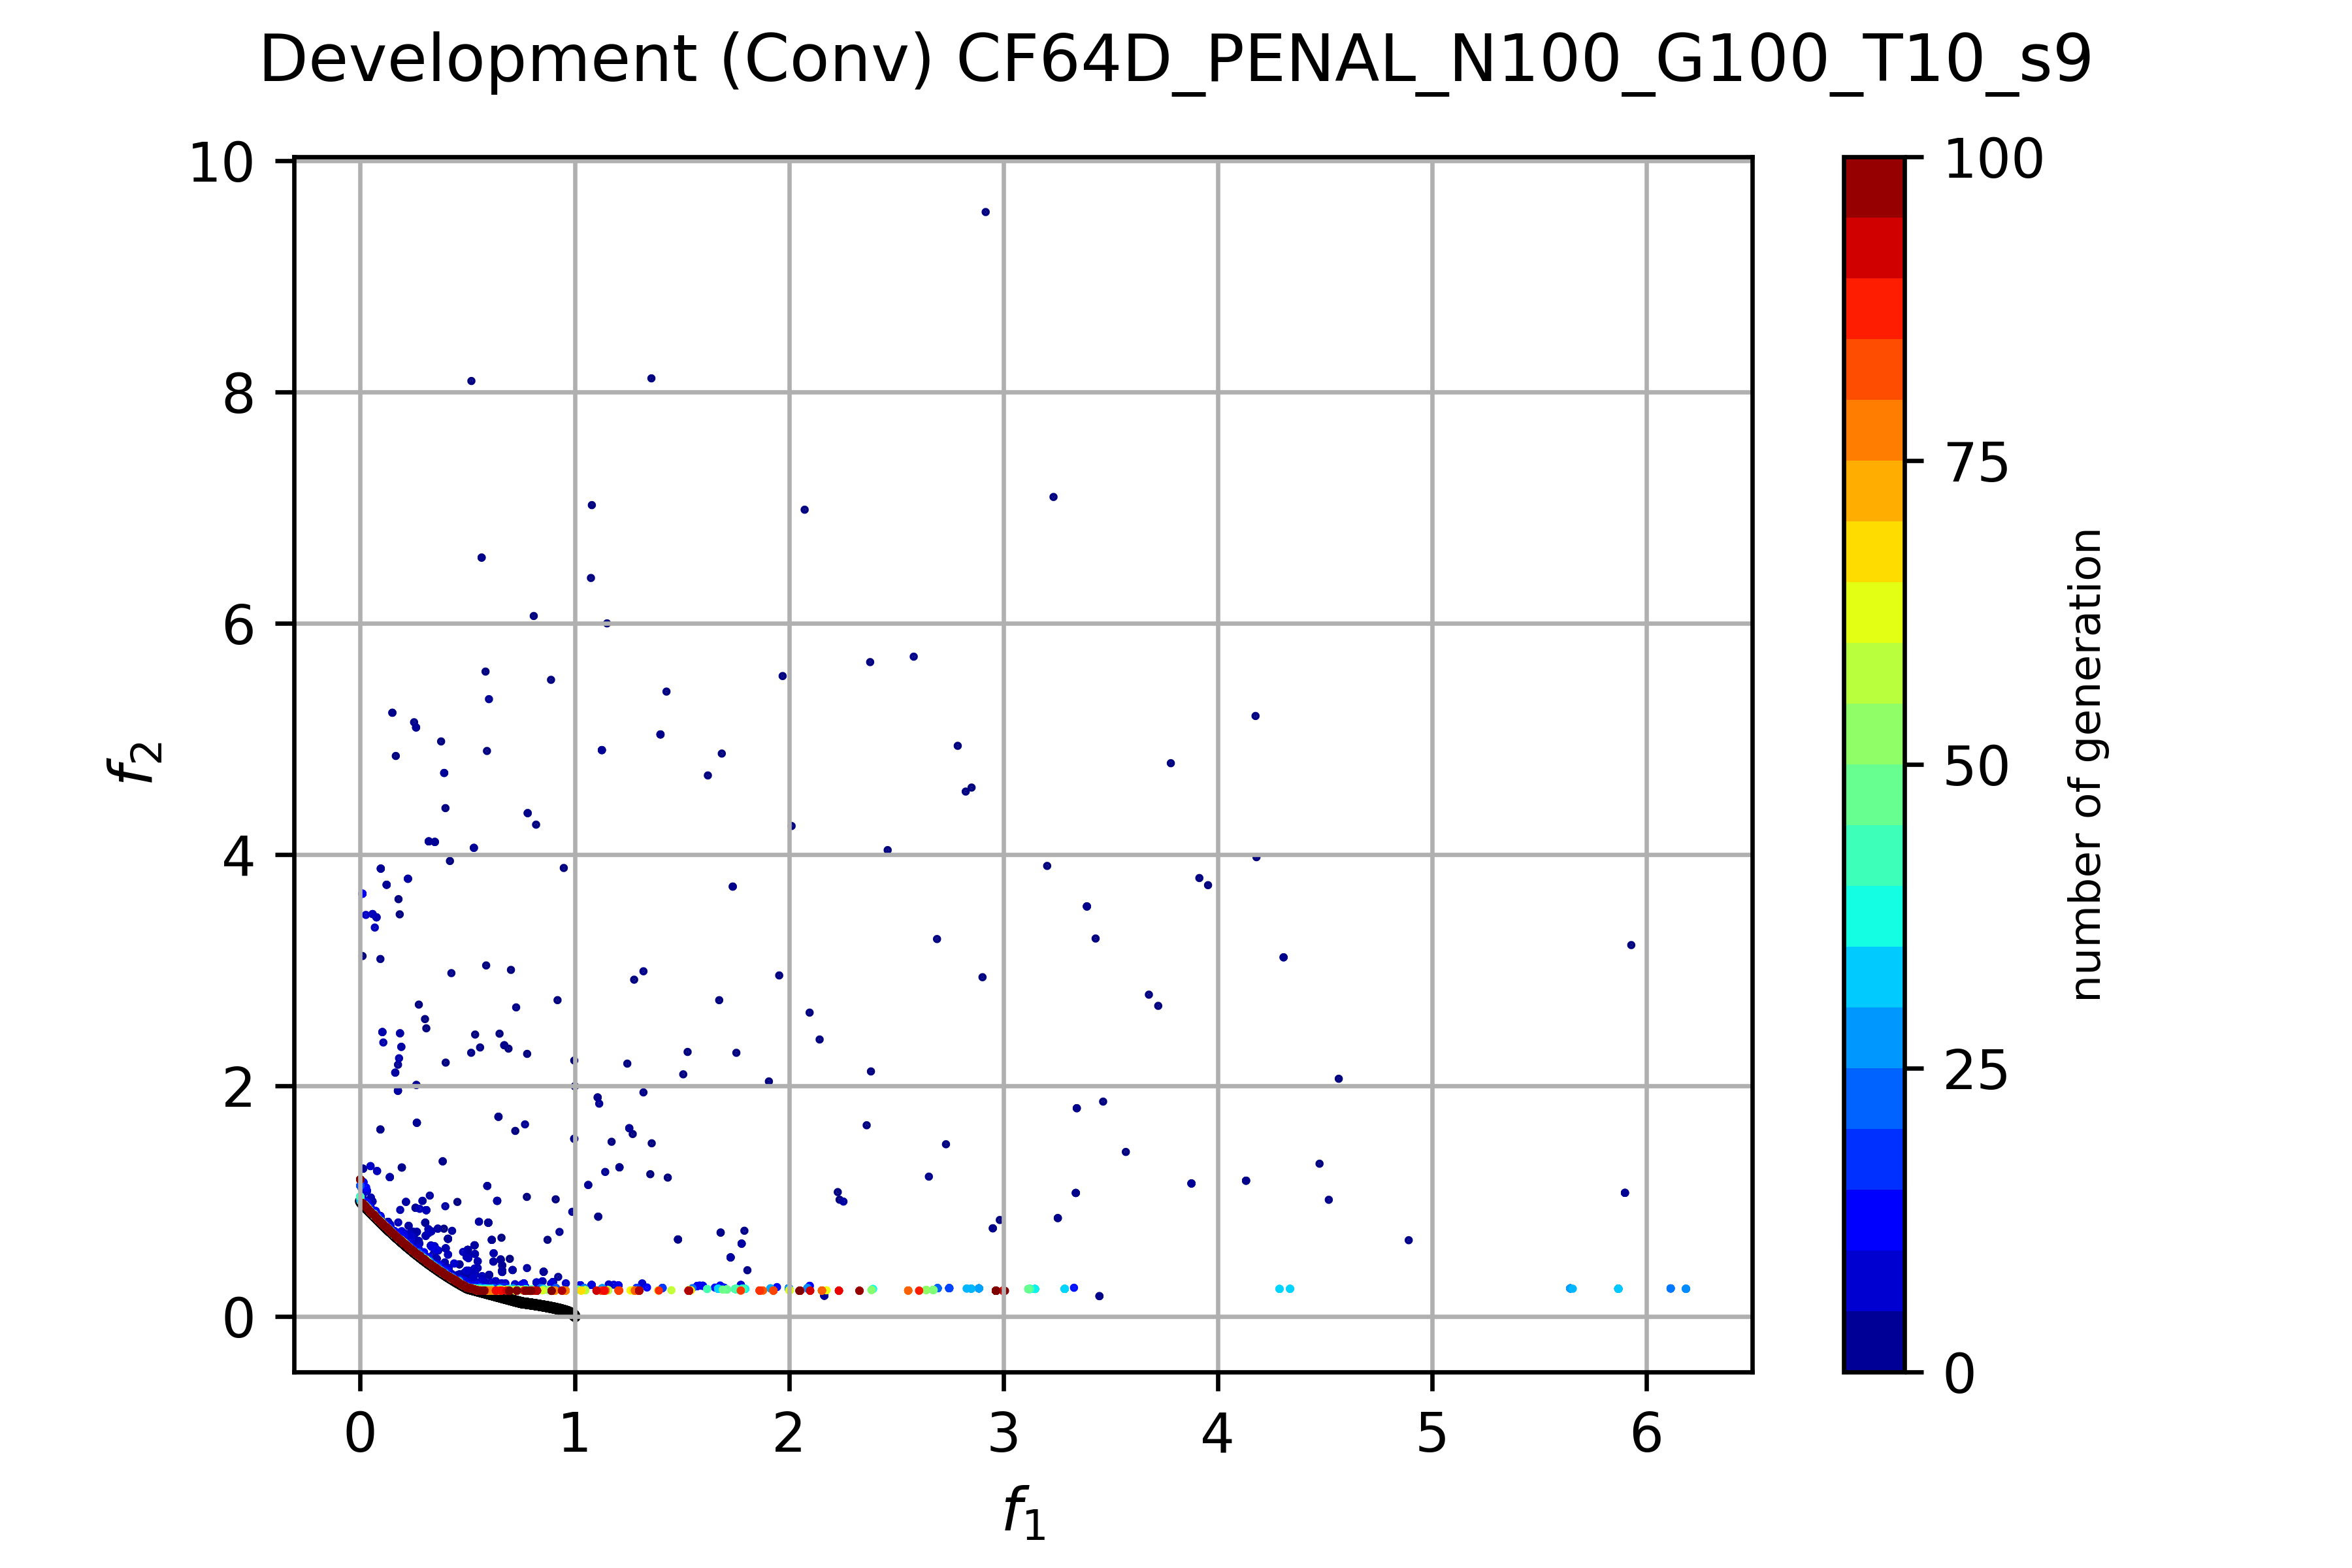 Development (Conv) CF64D_PENAL_N100_G100_T10_s9
10
8
6
4
2
0
f2
0 1 2 3 4 5 6
f1
100
75
50
25
0
number of generation